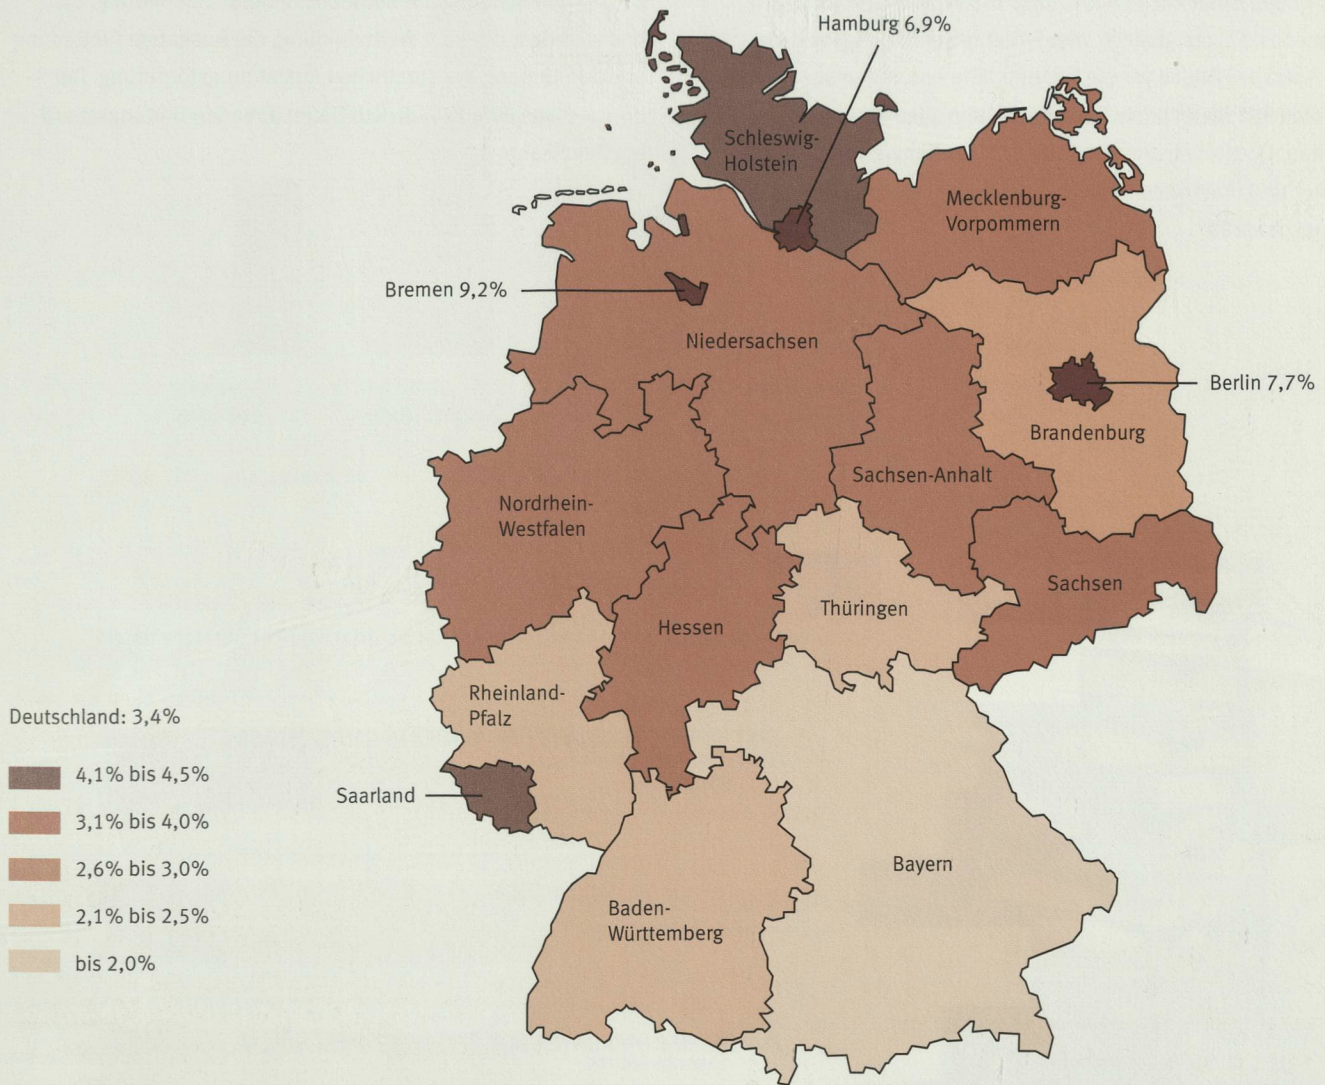 Hamburg 6,9%
Schleswig-
Holstein
Mecklenburg-
Vorpommern
Bremen 9,2%
Niedersachsen
Berlin 7,7%
Brandenburg
Sachsen-Anhalt
Nordrhein-
Westfalen
Sachsen
Thüringen
Hessen
Rheinland-
Pfalz
Deutschland: 3,4%
4,1% bis 4,5%
3,1% bis 4,0%
2,6% bis 3,0%
2,1% bis 2,5%
bis 2,0%
Saarland
Bayern
Baden-
Württemberg